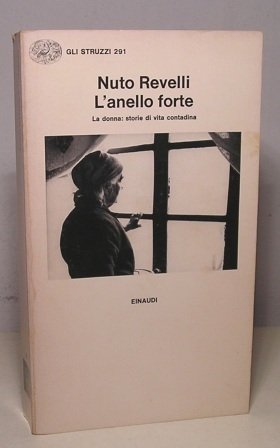 GLI STRUZZI 291
Nuto Revelli
L'anello forte
La donna: storie di vita contadina
EINAUDI